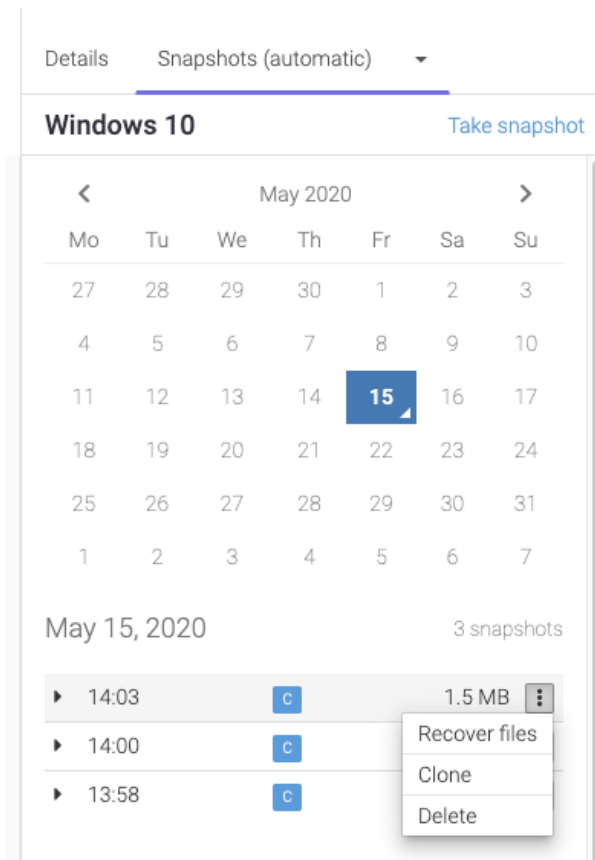 Details Snapshots (automatic)
Windows 10 Take snapshot
May 2020
Mo Tu We Th Fr Sa Su
27 28 29 30 1 2 3
4 5 6 7 8 9 10
11 12 13 14 15 16 17
18 19 20 21 22 23 24
25 26 27 28 29 30 31
1 2 3 4 5 6 7
May 15, 2020 3 snapshots
14:03 C 1.5 MB
Recover files
14:00 C
Clone
13:58 C
Delete